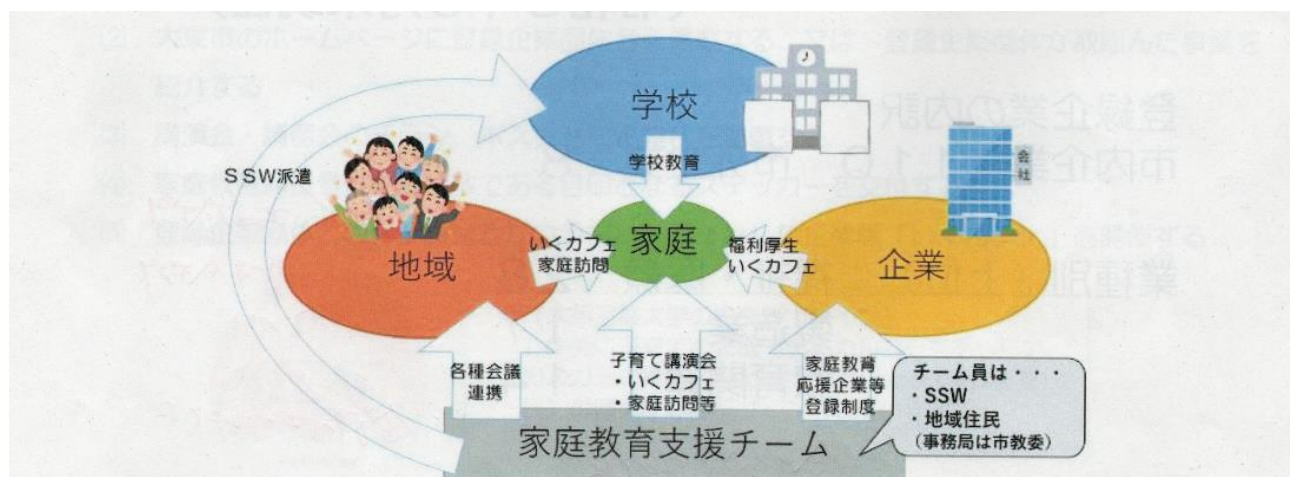 学校
学校教育
SSW派遣
会社
地域
いくカフェ
家庭訪問
家庭
福利厚生
いくカフェ
企業
各種会議
連携
子育て講演会
・いくカフェ
・家庭訪問等
家庭教育
応援企業等
登録制度
チーム員は・・・
・SSW
・地域住民
（事務局は市教委）
家庭教育支援チーム